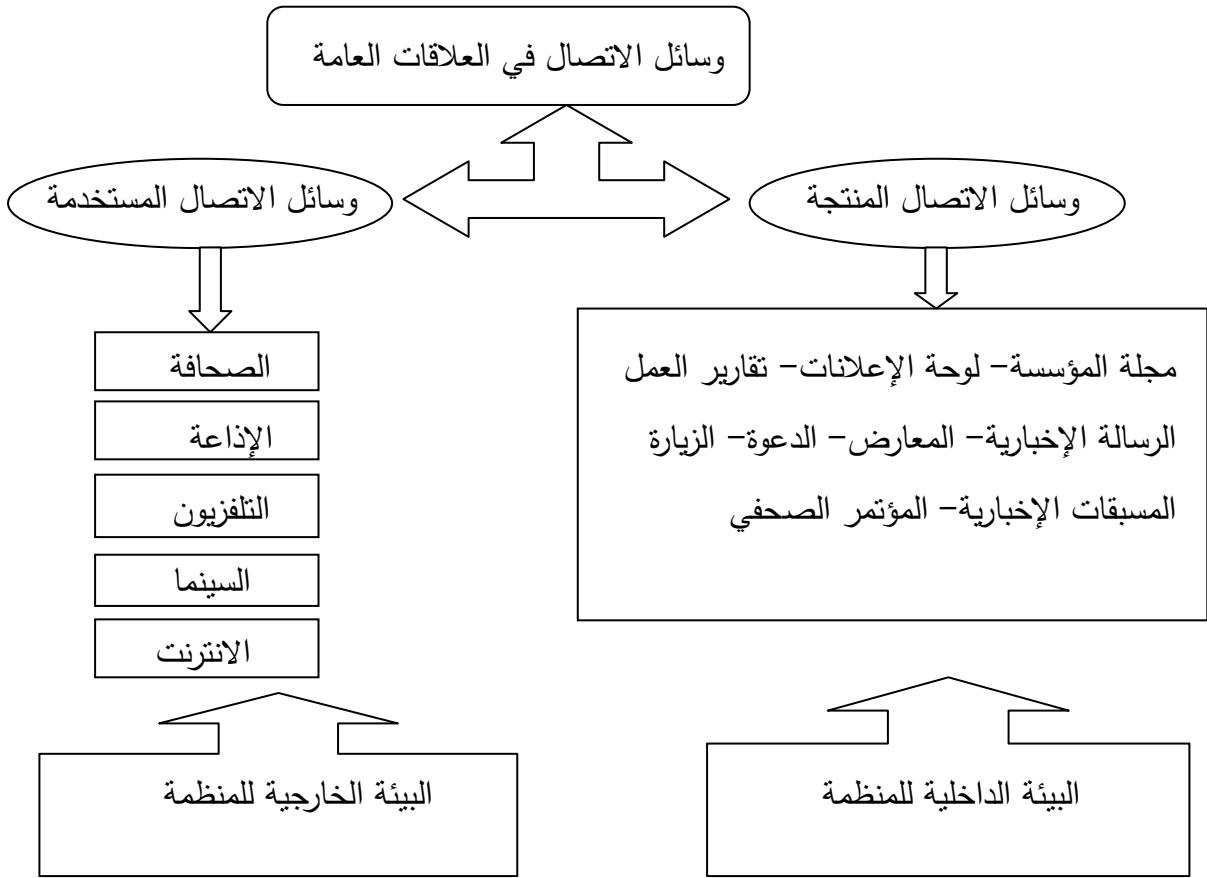 وسائل الاتصال في العلاقات العامة
وسائل الاتصال المنتجة
وسائل الاتصال المستخدمة
مجلة المؤسسة– لوحة الإعلانات– تقارير العمل
الرسالة الإخبارية– المعارض– الدعوة– الزيارة
المسبقات الإخبارية– المؤتمر الصحفي
الصحافة
الإذاعة
التلفزيون
السينما
الانترنت
البيئة الداخلية للمنظمة
البيئة الخارجية للمنظمة